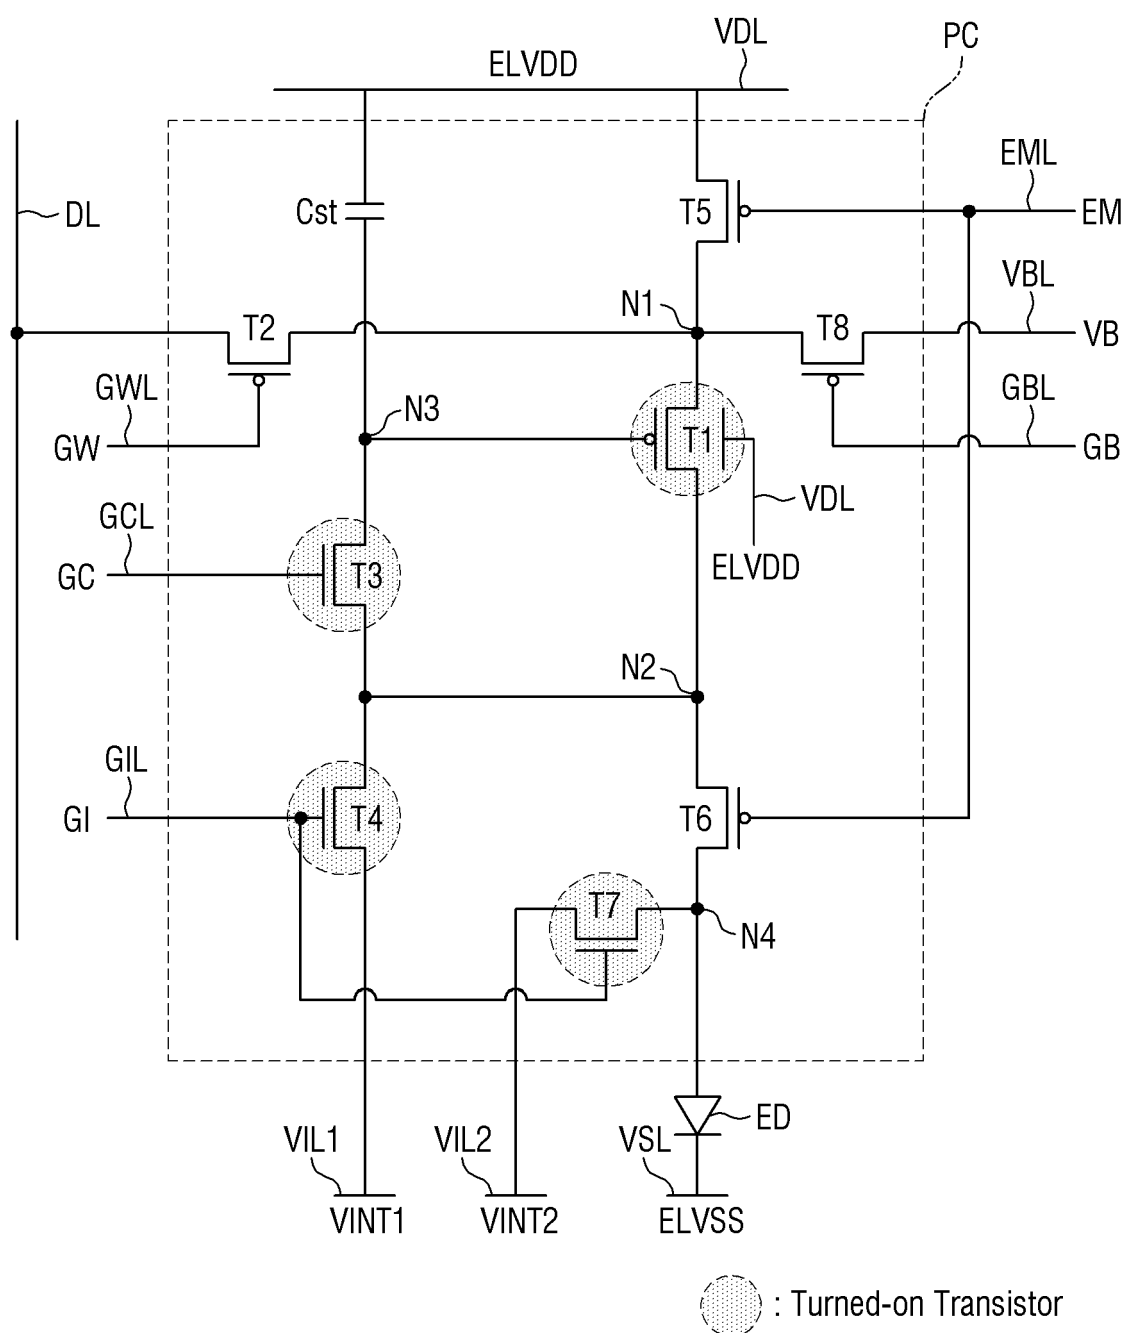 VDL
PC
ELVDD
EML
DL
Cst
T5
EM
VBL
N1
T2
T8
VB
GWL
GBL
N3
GW
T1
GB
VDL
GCL
ELVDD
GC
T3
N2
GIL
GI
T4
T6
T7
N4
ED
VIL1
VIL2
VSL
VINT1
VINT2
ELVSS
: Turned-on Transistor